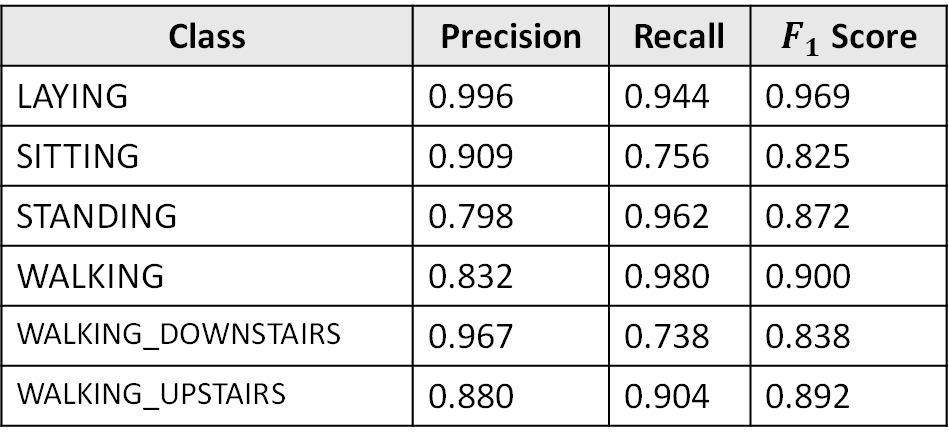 Class Precision Recall F₁ Score
LAYING 0.996 0.944 0.969
SITTING 0.909 0.756 0.825
STANDING 0.798 0.962 0.872
WALKING 0.832 0.980 0.900
WALKING_DOWNSTAIRS 0.967 0.738 0.838
WALKING_UPSTAIRS 0.880 0.904 0.892